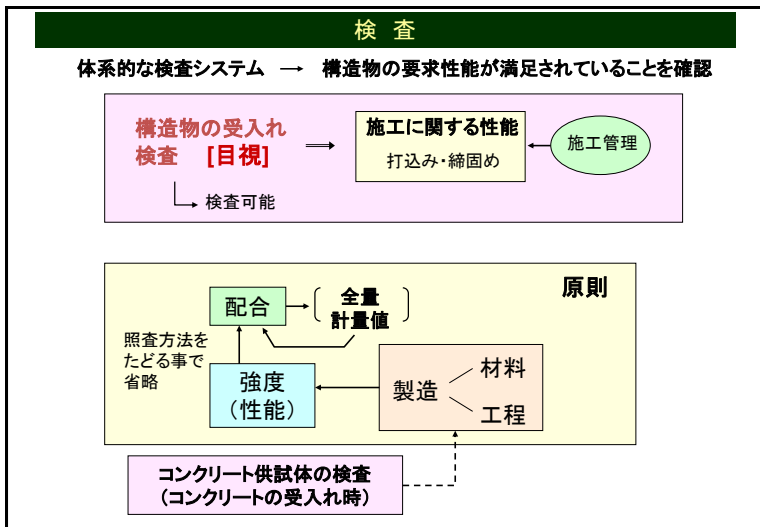 検 査
体系的な検査システム → 構造物の要求性能が満足されていることを確認
構造物の受入れ
検査 [目視]
検査可能
施工に関する性能
打込み・締固め
施工管理
原則
配合
全量
計量値
照査方法を
たどる事で
省略
強度
(性能)
製造
材料
工程
コンクリート供試体の検査
(コンクリートの受入れ時)